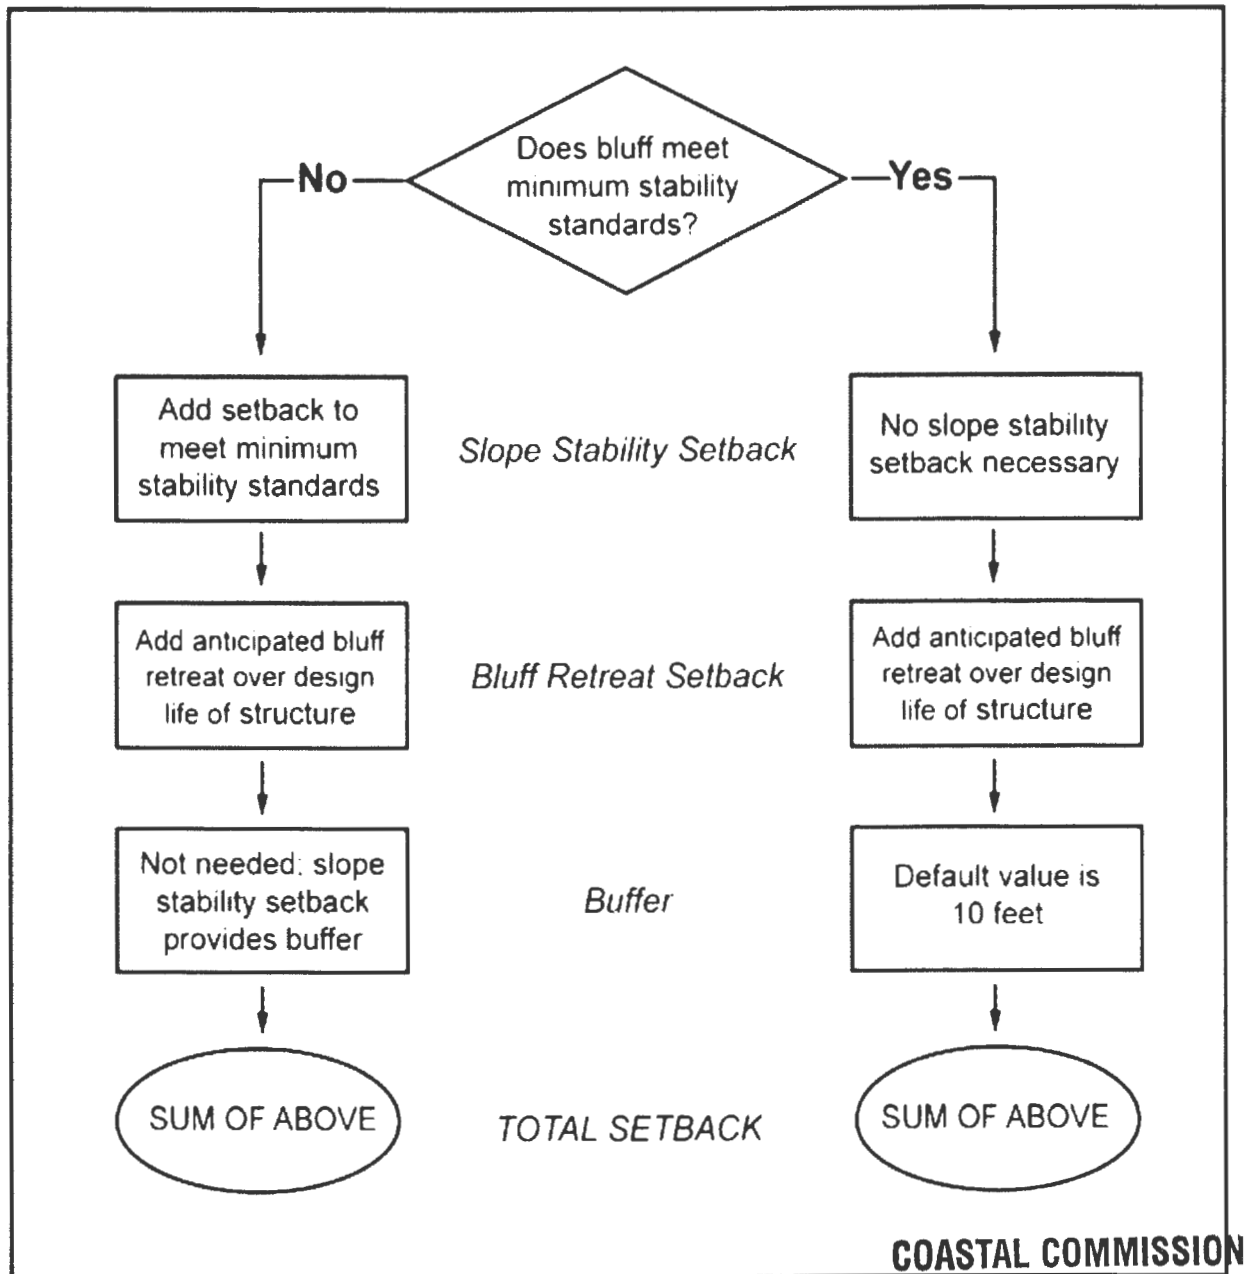 Does bluff meet
minimum stability
standards?
No
Yes
Add setback to
meet minimum
stability standards
Slope Stability Setback
No slope stability
setback necessary
Add anticipated bluff
retreat over design
life of structure
Bluff Retreat Setback
Add anticipated bluff
retreat over design
life of structure
Not needed: slope
stability setback
provides buffer
Buffer
Default value is
10 feet
SUM OF ABOVE
TOTAL SETBACK
SUM OF ABOVE
COASTAL COMMISSION